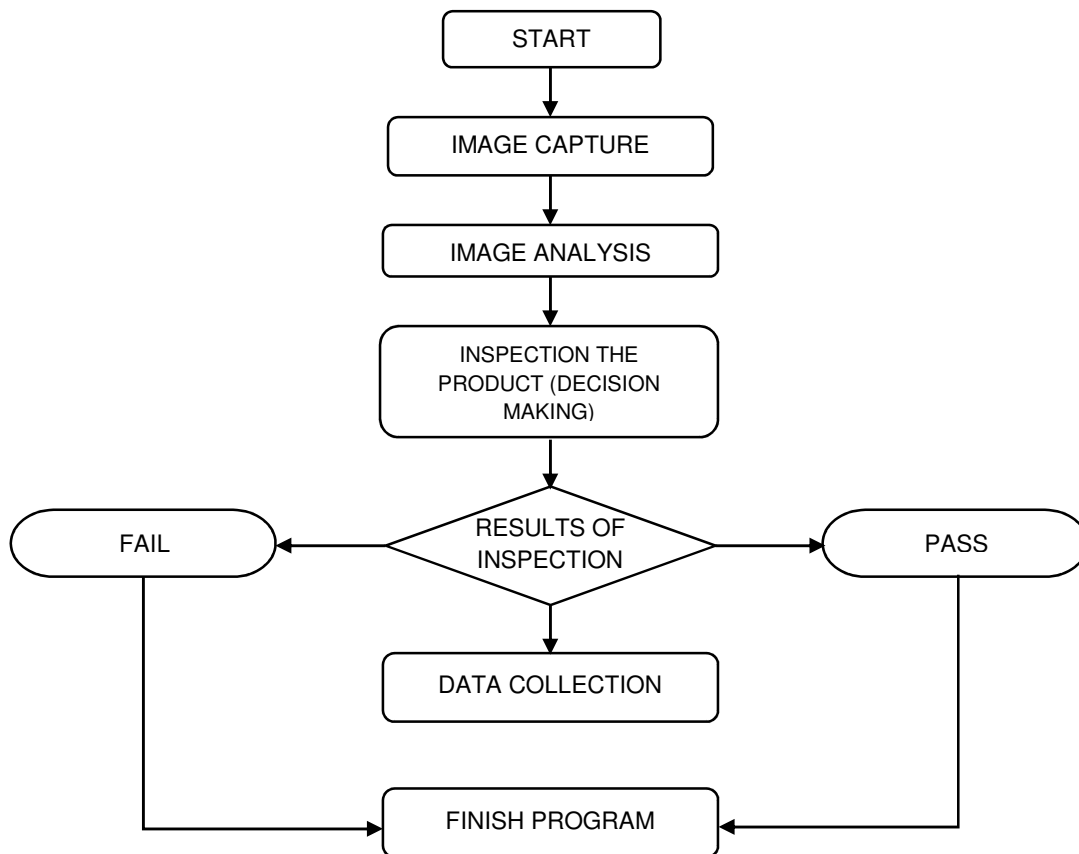 START
IMAGE CAPTURE
IMAGE ANALYSIS
INSPECTION THE
PRODUCT (DECISION
MAKING)
FAIL
RESULTS OF
INSPECTION
PASS
DATA COLLECTION
FINISH PROGRAM